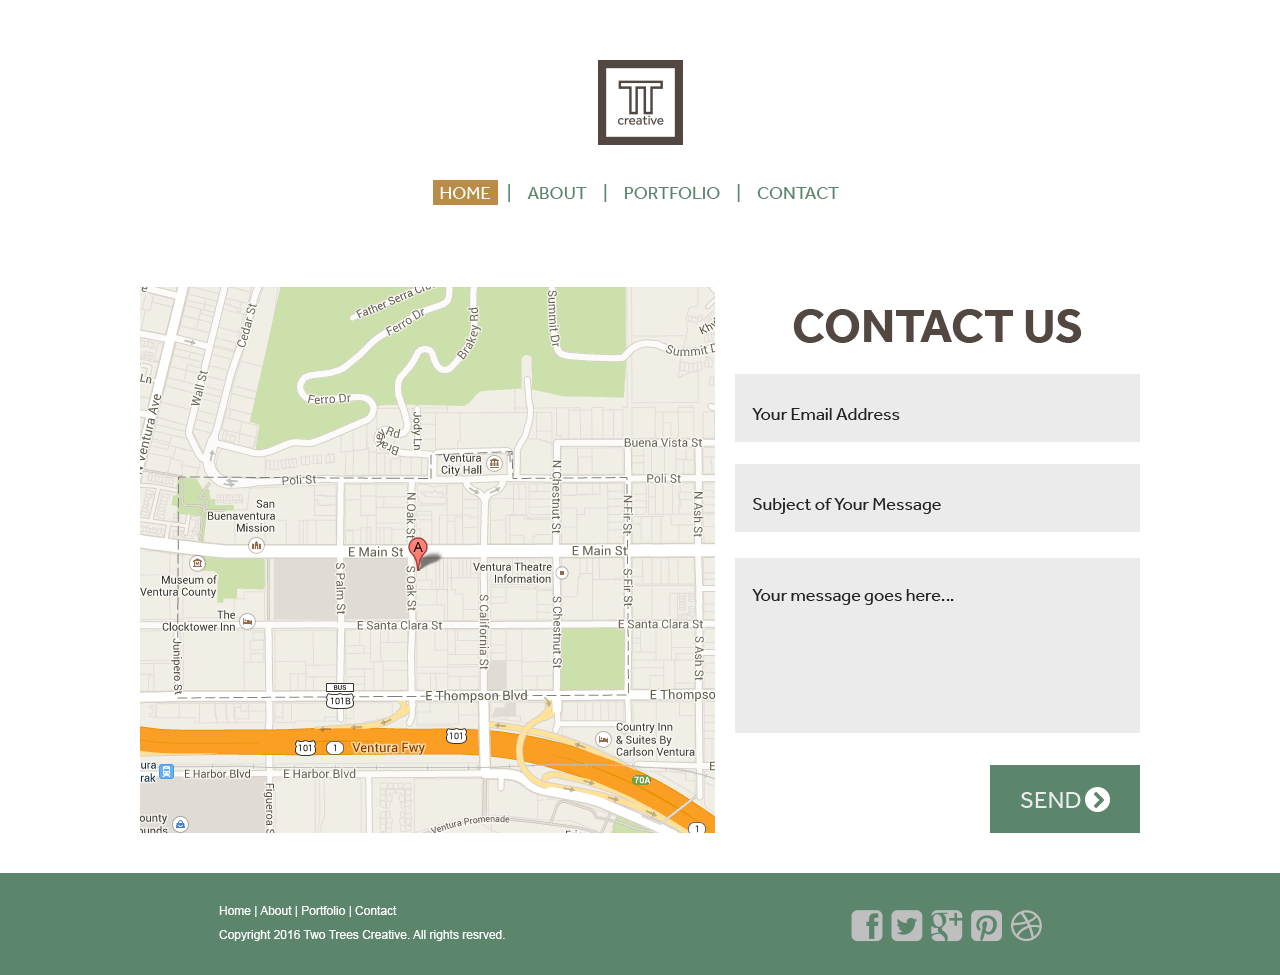 TT
creative
HOME | ABOUT | PORTFOLIO | CONTACT
CONTACT US
Your Email Address
Subject of Your Message
Your message goes here...
SEND
Father Serra Cro
Ferro Dr
Brakey Rd
Summit Dr
Summit D
Cedar St
Wall St
Ln
N Ventura Ave
Ferro Dr
Jody Ln
Brakey Rd
Buena Vista St
Ventura
City Hall
Poli St
Poli St
San
Buenaventura
Mission
N Oak St
N Chestnut St
N Fir St
N Ash St
E Main St
A
E Main St
Museum of
Ventura County
S Palm St
S Oak St
Ventura Theatre
Information
S Fir St
The
Clocktower Inn
E Santa Clara St
S California St
S Chestnut St
E Santa Clara St
Junipero St
S Ash St
BUS
101B
E Thompson Blvd
E Thompso
101
1
Ventura Fwy
101
Country Inn
& Suites By
Carlson Ventura
ura
rak
E Harbor Blvd
E Harbor Blvd
70A
Figueroa St
ounty
ounds
Ventura Promenade
1
Home | About | Portfolio | Contact
Copyright 2016 Two Trees Creative. All rights resrved.